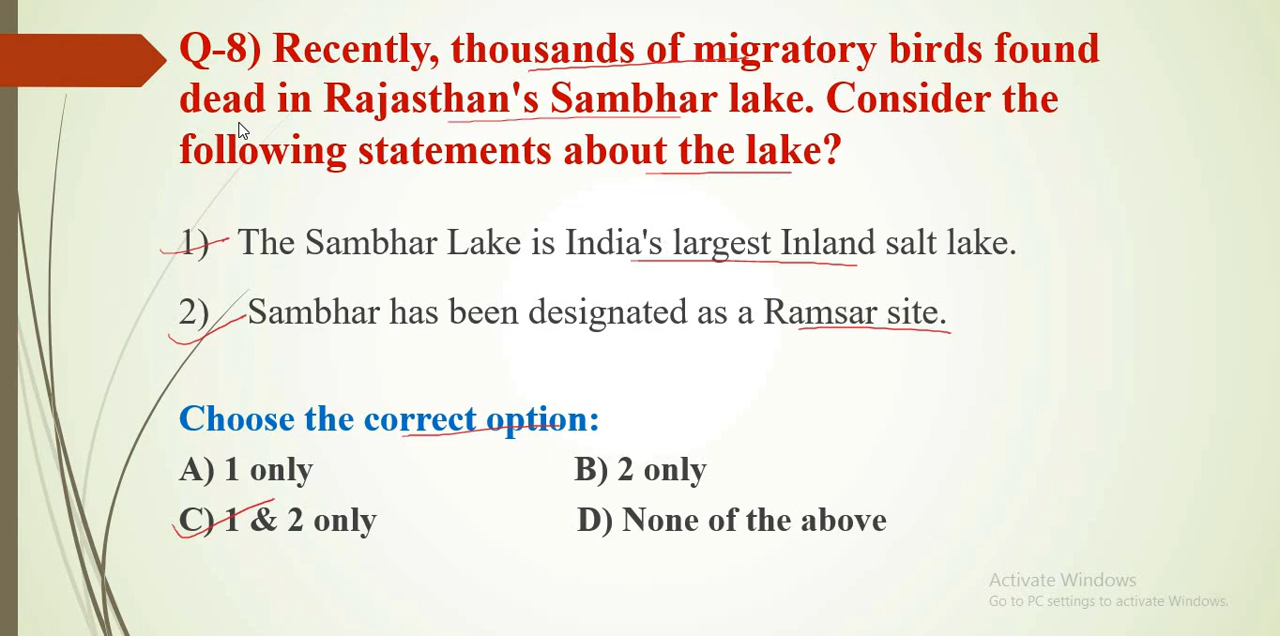 Q-8) Recently, thousands of migratory birds found
dead in Rajasthan's Sambhar lake. Consider the
following statements about the lake?
1) The Sambhar Lake is India's largest Inland salt lake.
2) Sambhar has been designated as a Ramsar site.
Choose the correct option:
A) 1 only B) 2 only
C) 1 & 2 only D) None of the above
Activate Windows
Go to PC settings to activate Windows.